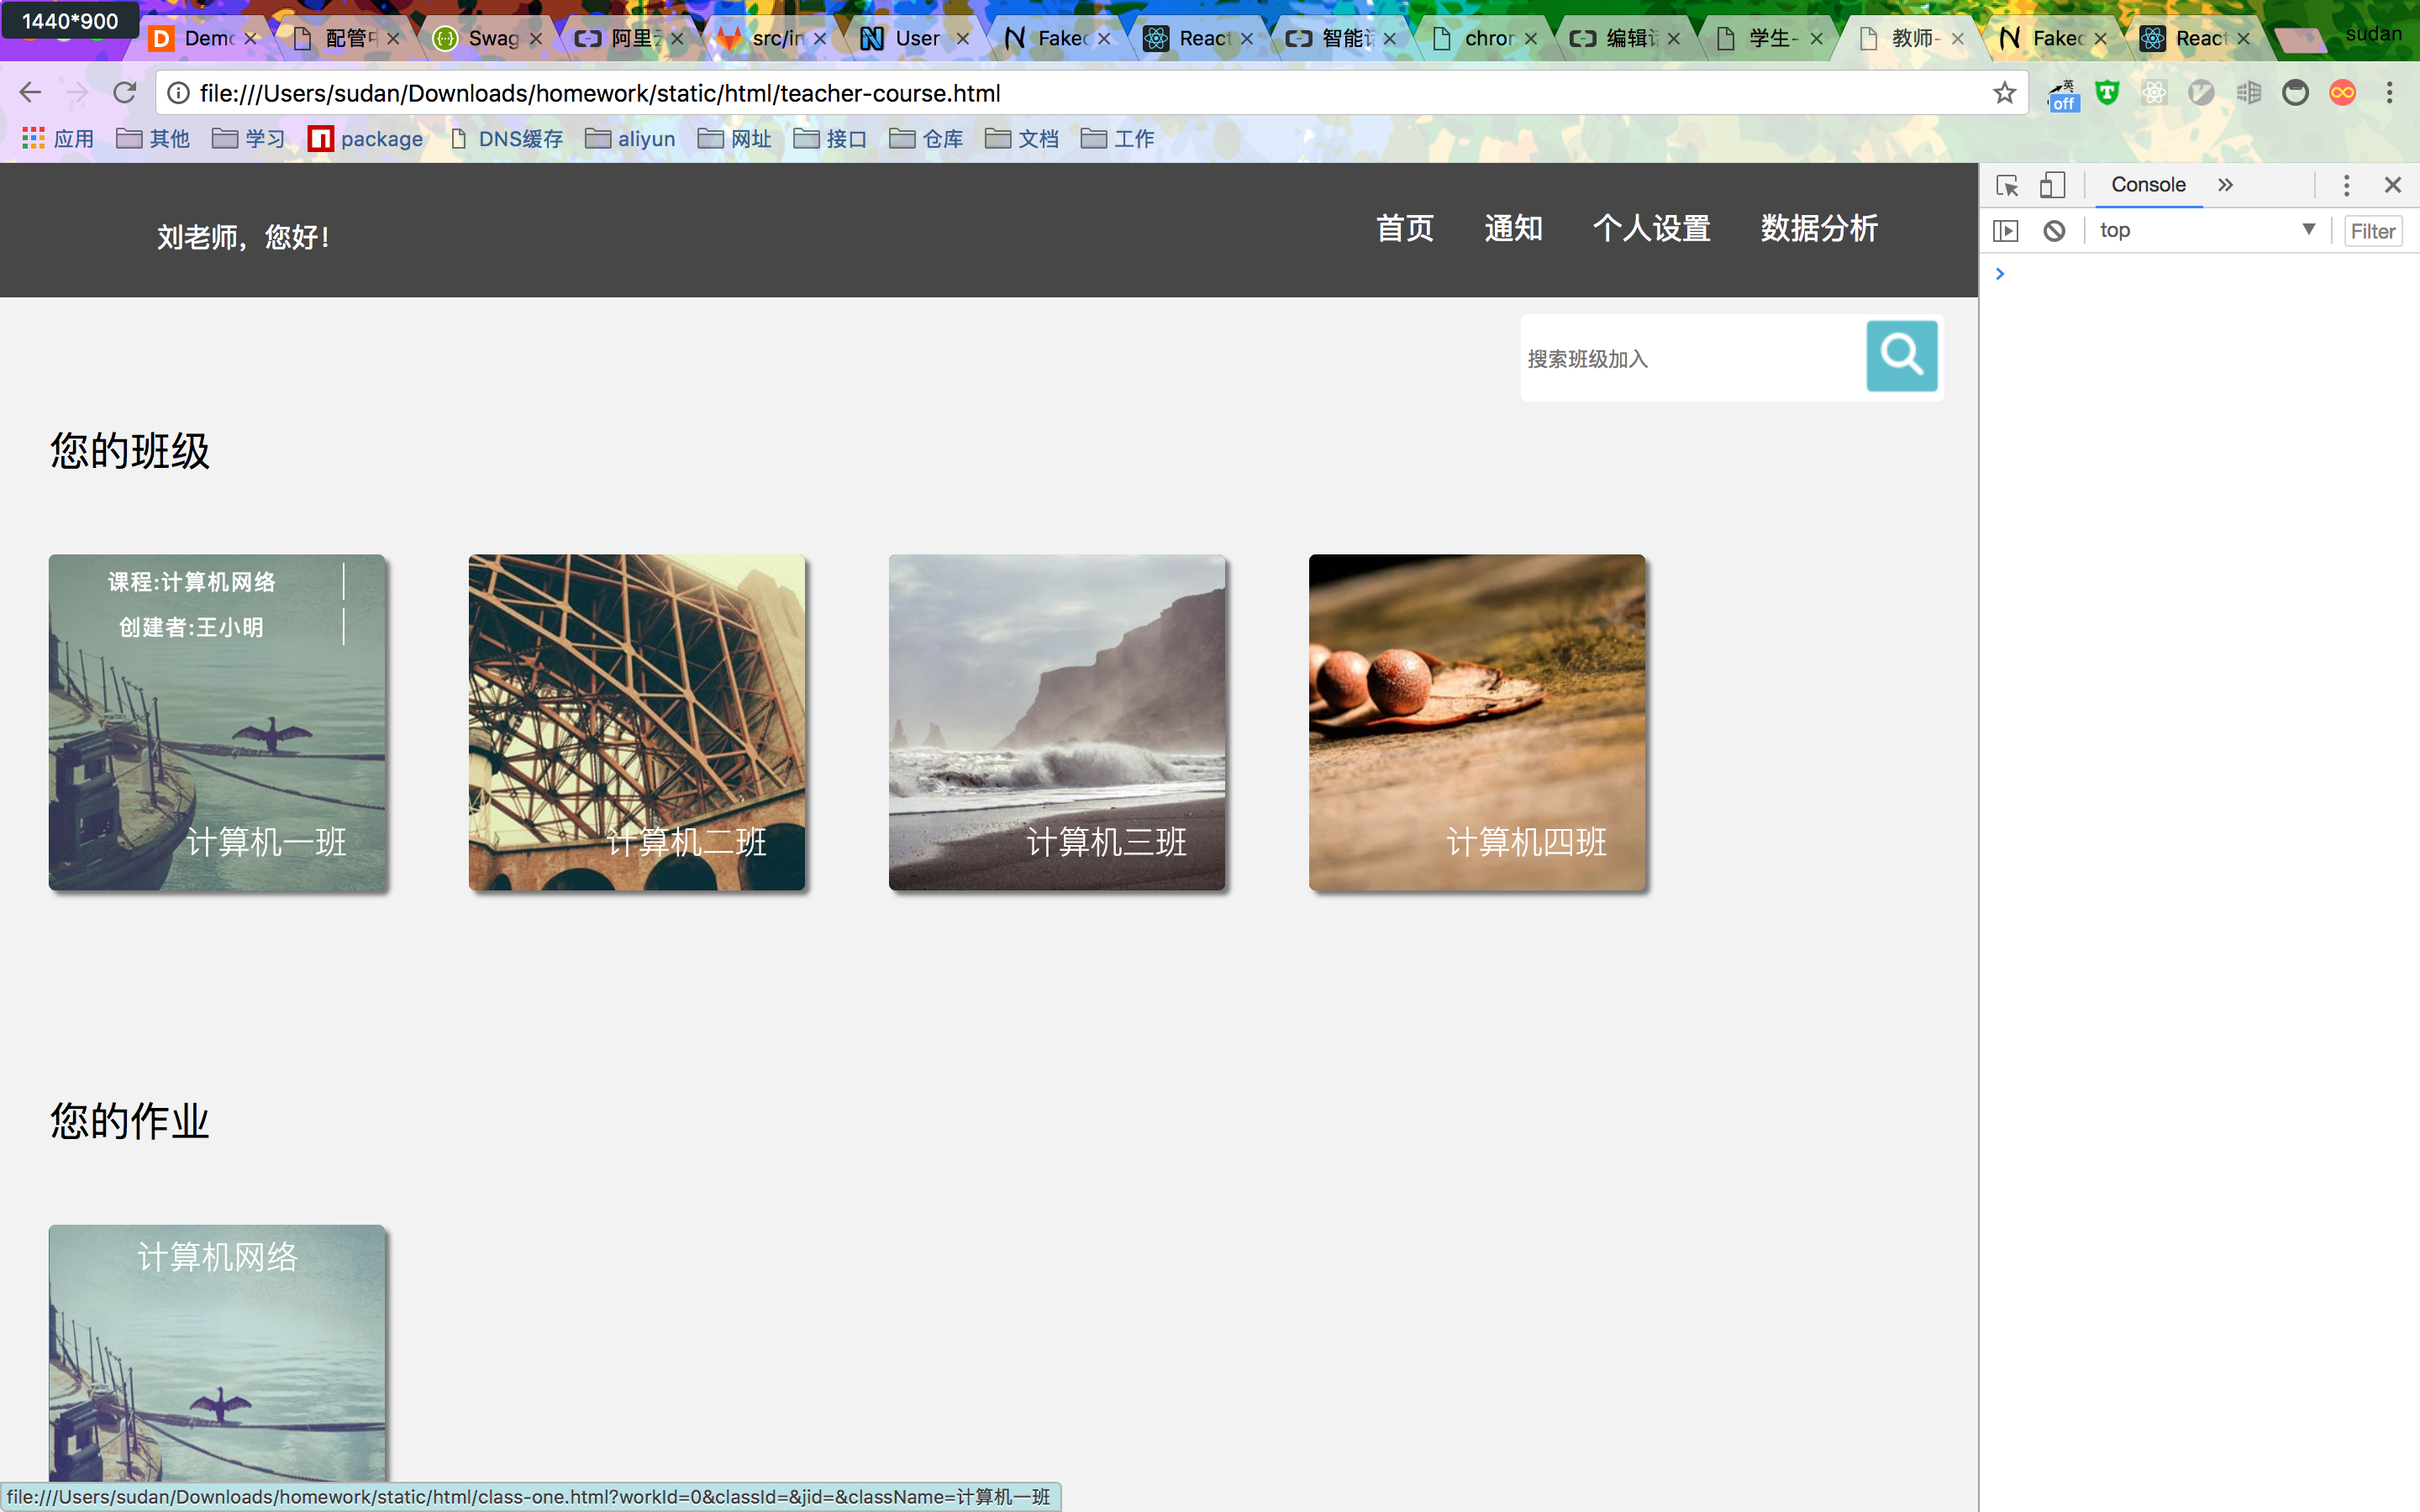 1440*900
Demo
配管中
Swag
阿里云
src/in
User
Faked
React
智能
chror
编辑
学生-
教师-
Faked
React
sudan
file:///Users/sudan/Downloads/homework/static/html/teacher-course.html
英
off
应用
其他
学习
package
DNS缓存
aliyun
网址
接口
仓库
文档
工作
刘老师，您好！
首页
通知
个人设置
数据分析
Console
top
Filter
搜索班级加入
您的班级
课程:计算机网络
创建者:王小明
计算机一班
计算机二班
计算机三班
计算机四班
您的作业
计算机网络
file:///Users/sudan/Downloads/homework/static/html/class-one.html?workId=0&classId=&jid=&className=计算机一班